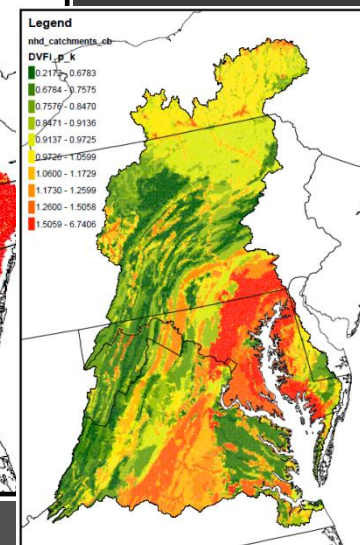 Legend
nhd_catchments_cb
DVFi_p_k
0.2172 - 0.6783
0.6784 - 0.7575
0.7576 - 0.8470
0.8471 - 0.9136
0.9137 - 0.9725
0.9726 - 1.0599
1.0600 - 1.1729
1.1730 - 1.2599
1.2600 - 1.5058
1.5059 - 6.7406